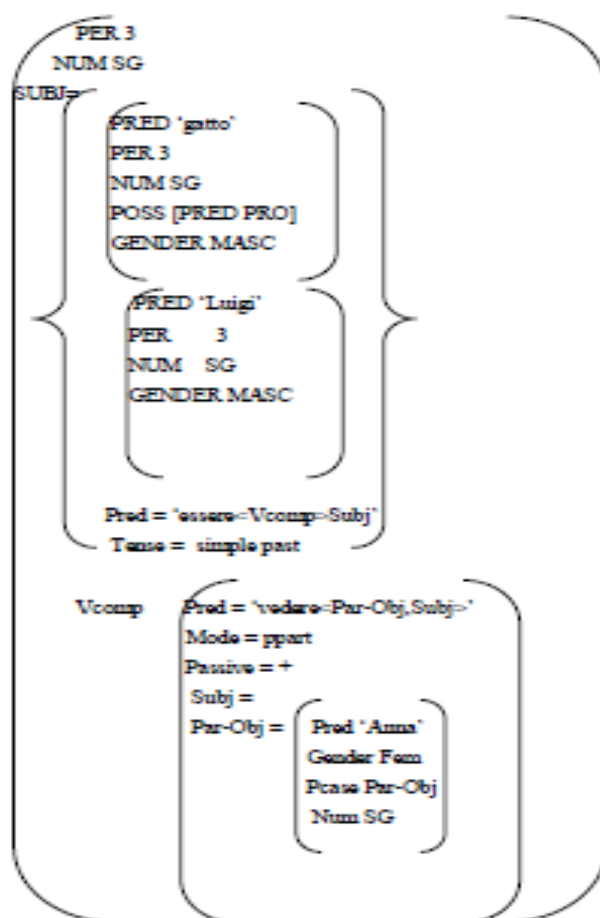 PER 3
NUM SG
SUBJ=
PRED ‘gatto’
PER 3
NUM SG
POSS [PRED PRO]
GENDER MASC
PRED ‘Luigi’
PER 3
NUM SG
GENDER MASC
Pred = ‘essere<Vcomp>Subj’
Tense = simple past
Vcomp Pred = ‘vedere<Par-Obj,Subj>’
Mode = ppart
Passive = +
Subj =
Par-Obj = Pred ‘Anna’
Gender Fem
Pcase Par-Obj
Num SG